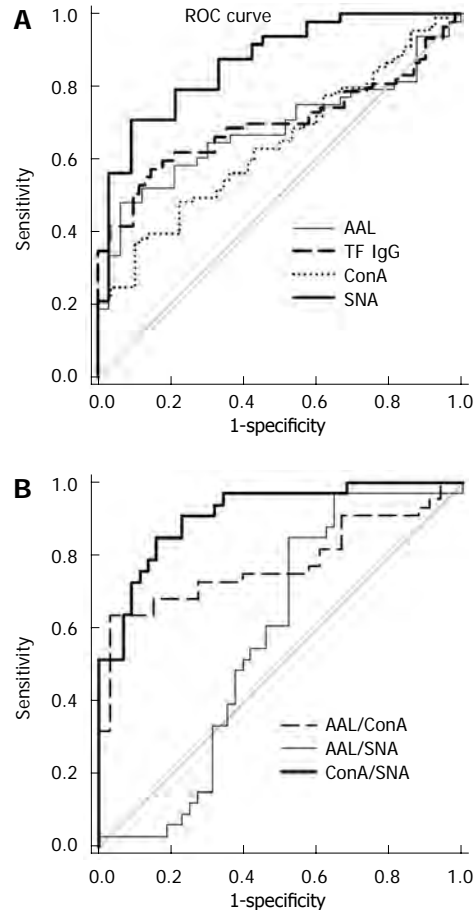 A
ROC curve
1.0
0.8
0.6
0.4
0.2
0.0
Sensitivity
AAL
TF IgG
ConA
SNA
0.0 0.2 0.4 0.6 0.8 1.0
1-specificity
B
1.0
0.8
0.6
0.4
0.2
0.0
Sensitivity
AAL/ConA
AAL/SNA
ConA/SNA
0.0 0.2 0.4 0.6 0.8 1.0
1-specificity